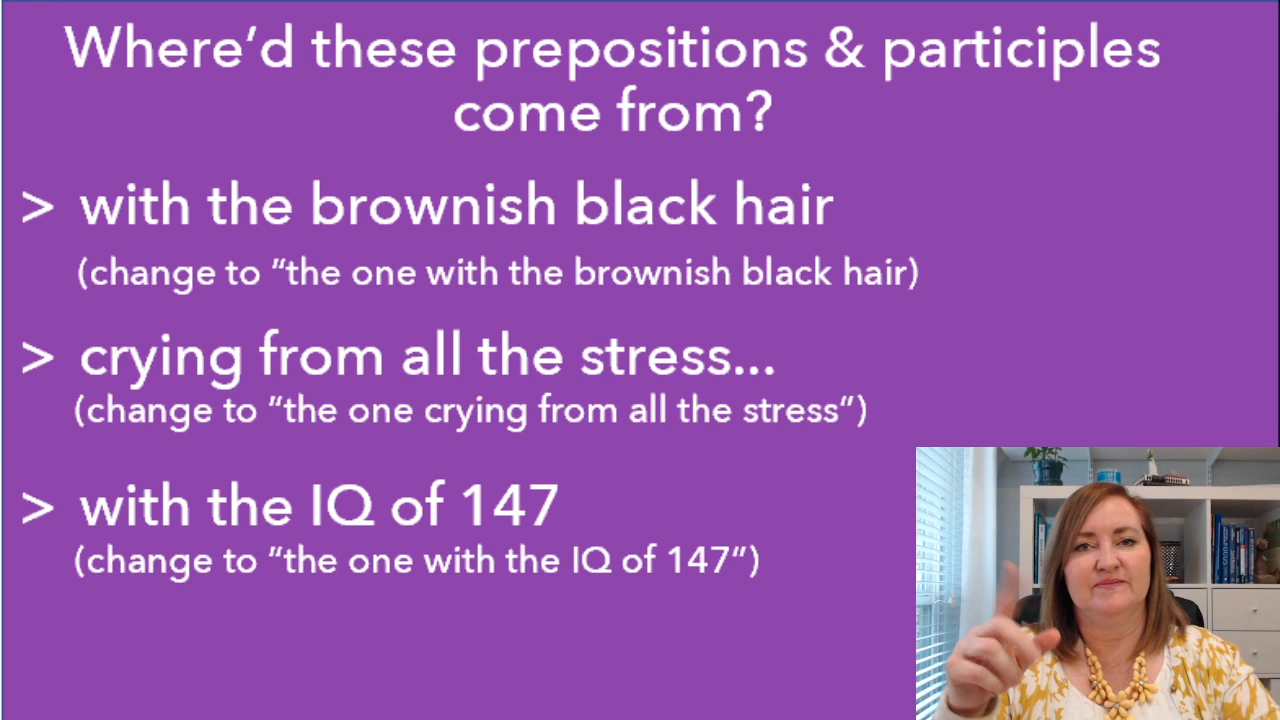 Where'd these prepositions & participles
come from?
> with the brownish black hair
(change to "the one with the brownish black hair)
> crying from all the stress...
(change to "the one crying from all the stress")
> with the IQ of 147
(change to "the one with the IQ of 147")